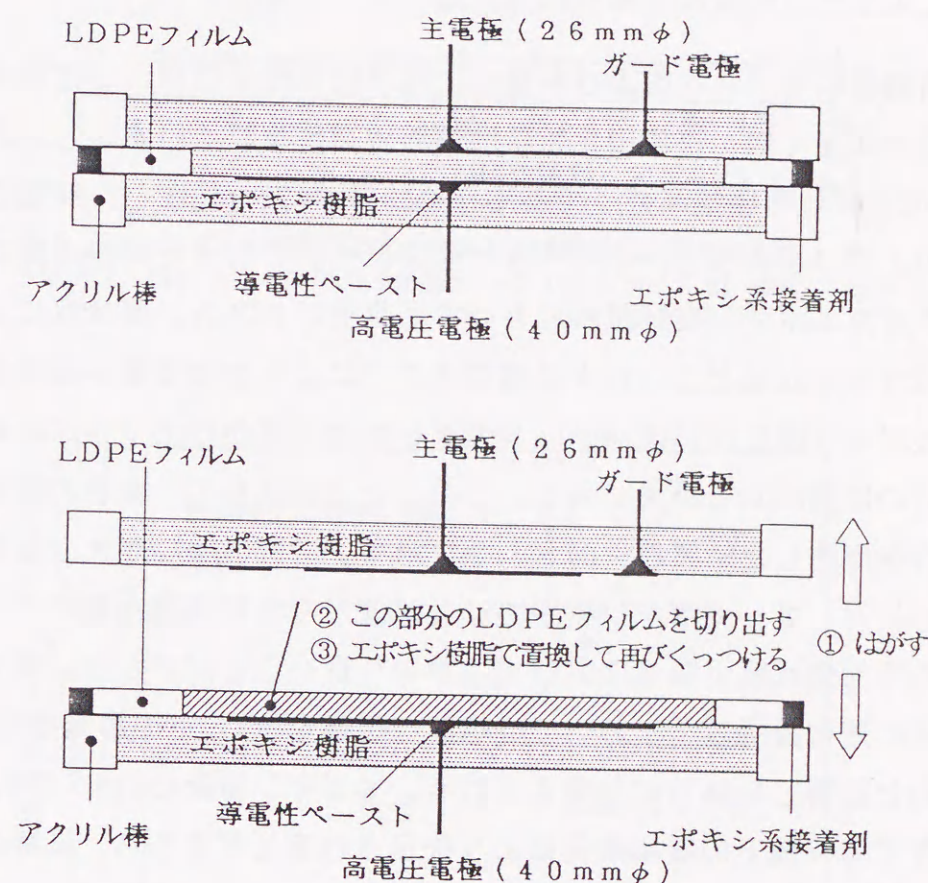 LDPEフィルム
主電極(26mmφ)
ガード電極
エポキシ樹脂
導電性ペースト
アクリル棒
エポキシ系接着剤
高電圧電極(40mmφ)
LDPEフィルム
主電極(26mmφ)
ガード電極
エポキシ樹脂
② この部分のLDPEフィルムを切り出す
③ エポキシ樹脂で置換して再びくっつける
① はがす
エポキシ樹脂
導電性ペースト
アクリル棒
エポキシ系接着剤
高電圧電極(40mmφ)